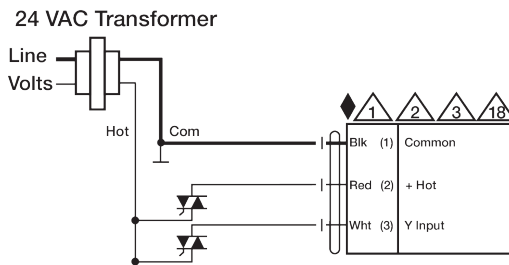 24 VAC Transformer
Line
Volts
Hot
Com
1 2 3 18
Blk (1) Common
Red (2) + Hot
Wht (3) Y Input